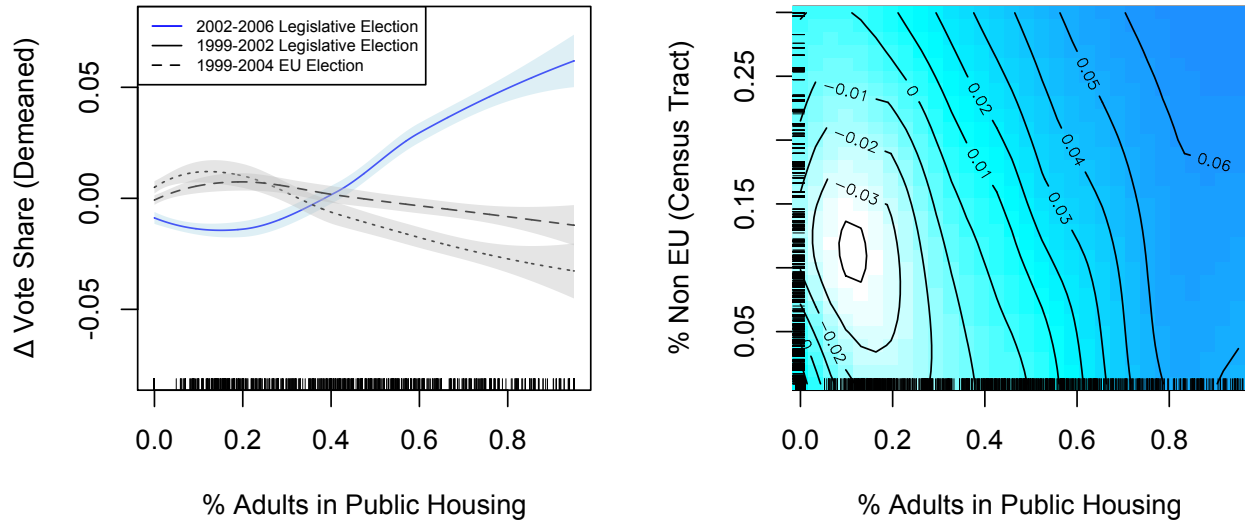 2002-2006 Legislative Election
1999-2002 Legislative Election
1999-2004 EU Election
Δ Vote Share (Demeaned)
0.05
0.00
-0.05
0.0 0.2 0.4 0.6 0.8
% Adults in Public Housing
% Non EU (Census Tract)
0.25
0.15
0.05
-0.01
-0.02
-0.03
0
0.01
0.02
0.03
0.04
0.05
0.06
-0.02
0
0.0 0.2 0.4 0.6 0.8
% Adults in Public Housing